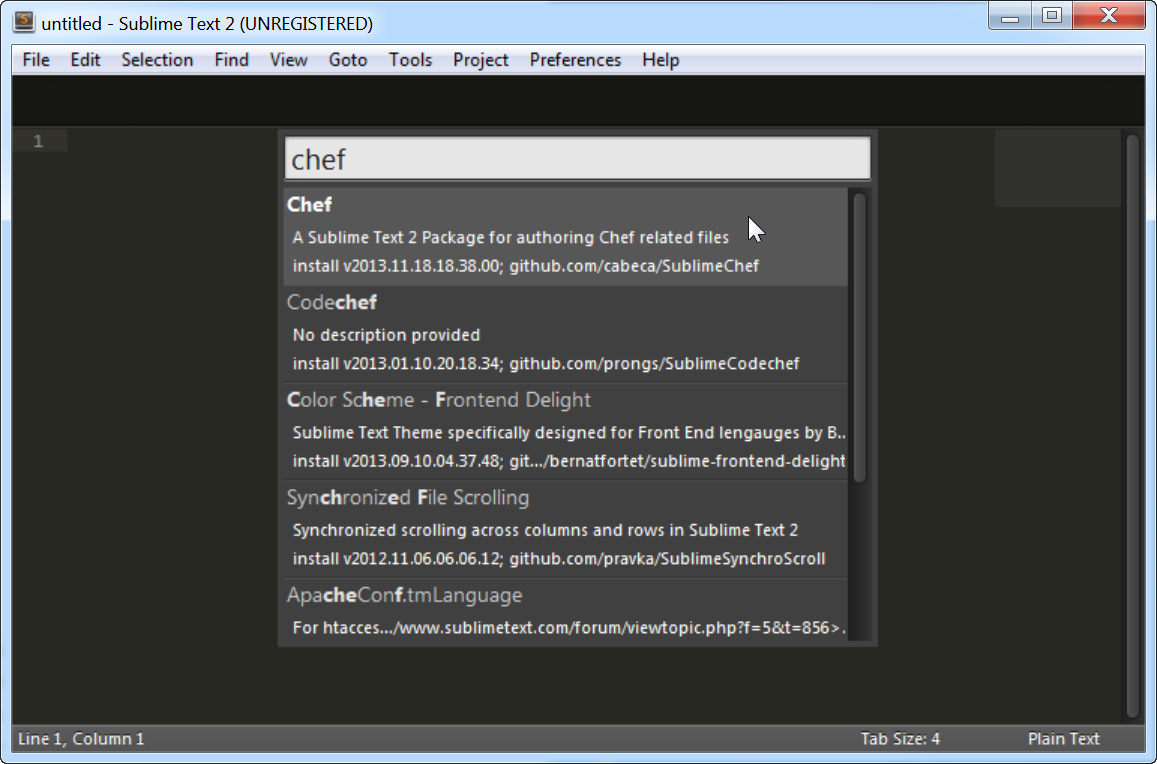 untitled - Sublime Text 2 (UNREGISTERED)
File Edit Selection Find View Goto Tools Project Preferences Help
1
chef
Chef
A Sublime Text 2 Package for authoring Chef related files
install v2013.11.18.18.38.00; github.com/cabeca/SublimeChef
Codechef
No description provided
install v2013.01.10.20.18.34; github.com/prongs/SublimeCodechef
Color Scheme - Frontend Delight
Sublime Text Theme specifically designed for Front End lengauges by B..
install v2013.09.10.04.37.48; git.../bernatfortet/sublime-frontend-delight
Synchronized File Scrolling
Synchronized scrolling across columns and rows in Sublime Text 2
install v2012.11.06.06.06.12; github.com/pravka/SublimeSynchroScroll
ApacheConf.tmLanguage
For htacces.../www.sublimetext.com/forum/viewtopic.php?f=5&t=856>.
Line 1, Column 1 Tab Size: 4 Plain Text